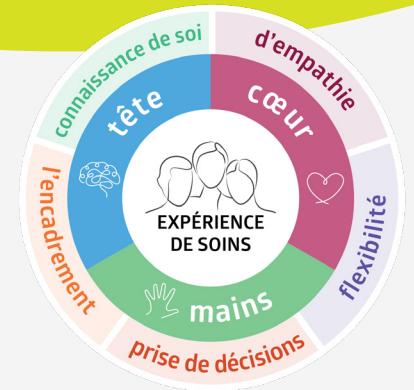 connaissance de soi
d'empathie
flexibilité
prise de décisions
l'encadrement
tête
cœur
mains
EXPÉRIENCE
DE SOINS